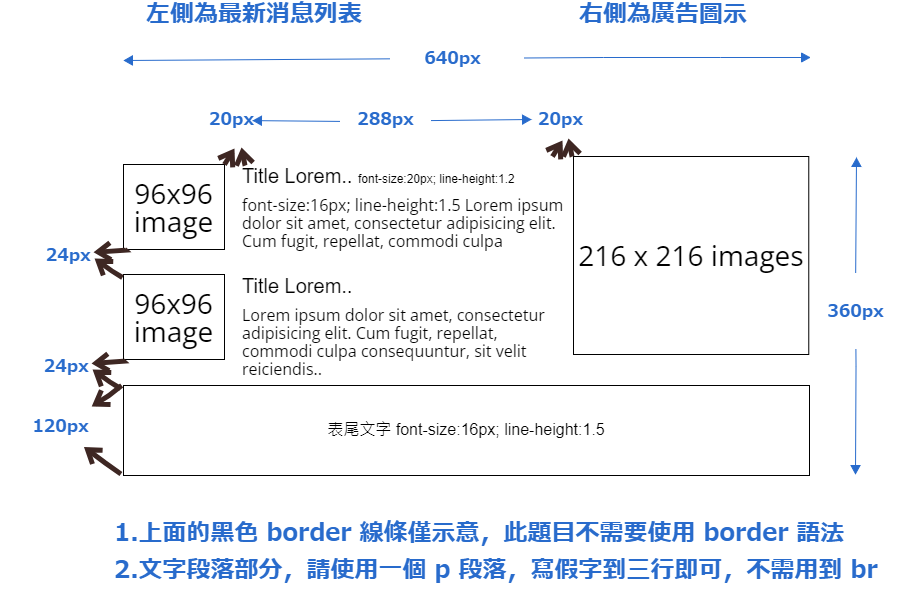 左側為最新消息列表
右側為廣告圖示
640px
20px
288px
20px
96x96
image
Title Lorem.. font-size:20px; line-height:1.2
font-size:16px; line-height:1.5 Lorem ipsum
dolor sit amet, consectetur adipisicing elit.
Cum fugit, repellat, commodi culpa
216 x 216 images
24px
96x96
image
Title Lorem..
Lorem ipsum dolor sit amet, consectetur
adipisicing elit. Cum fugit, repellat,
commodi culpa consequuntur, sit velit
reiciendis..
360px
24px
120px
表尾文字 font-size:16px; line-height:1.5
1.上面的黑色 border 線條僅示意，此題目不需要使用 border 語法
2.文字段落部分，請使用一個 p 段落，寫假字到三行即可，不需用到 br